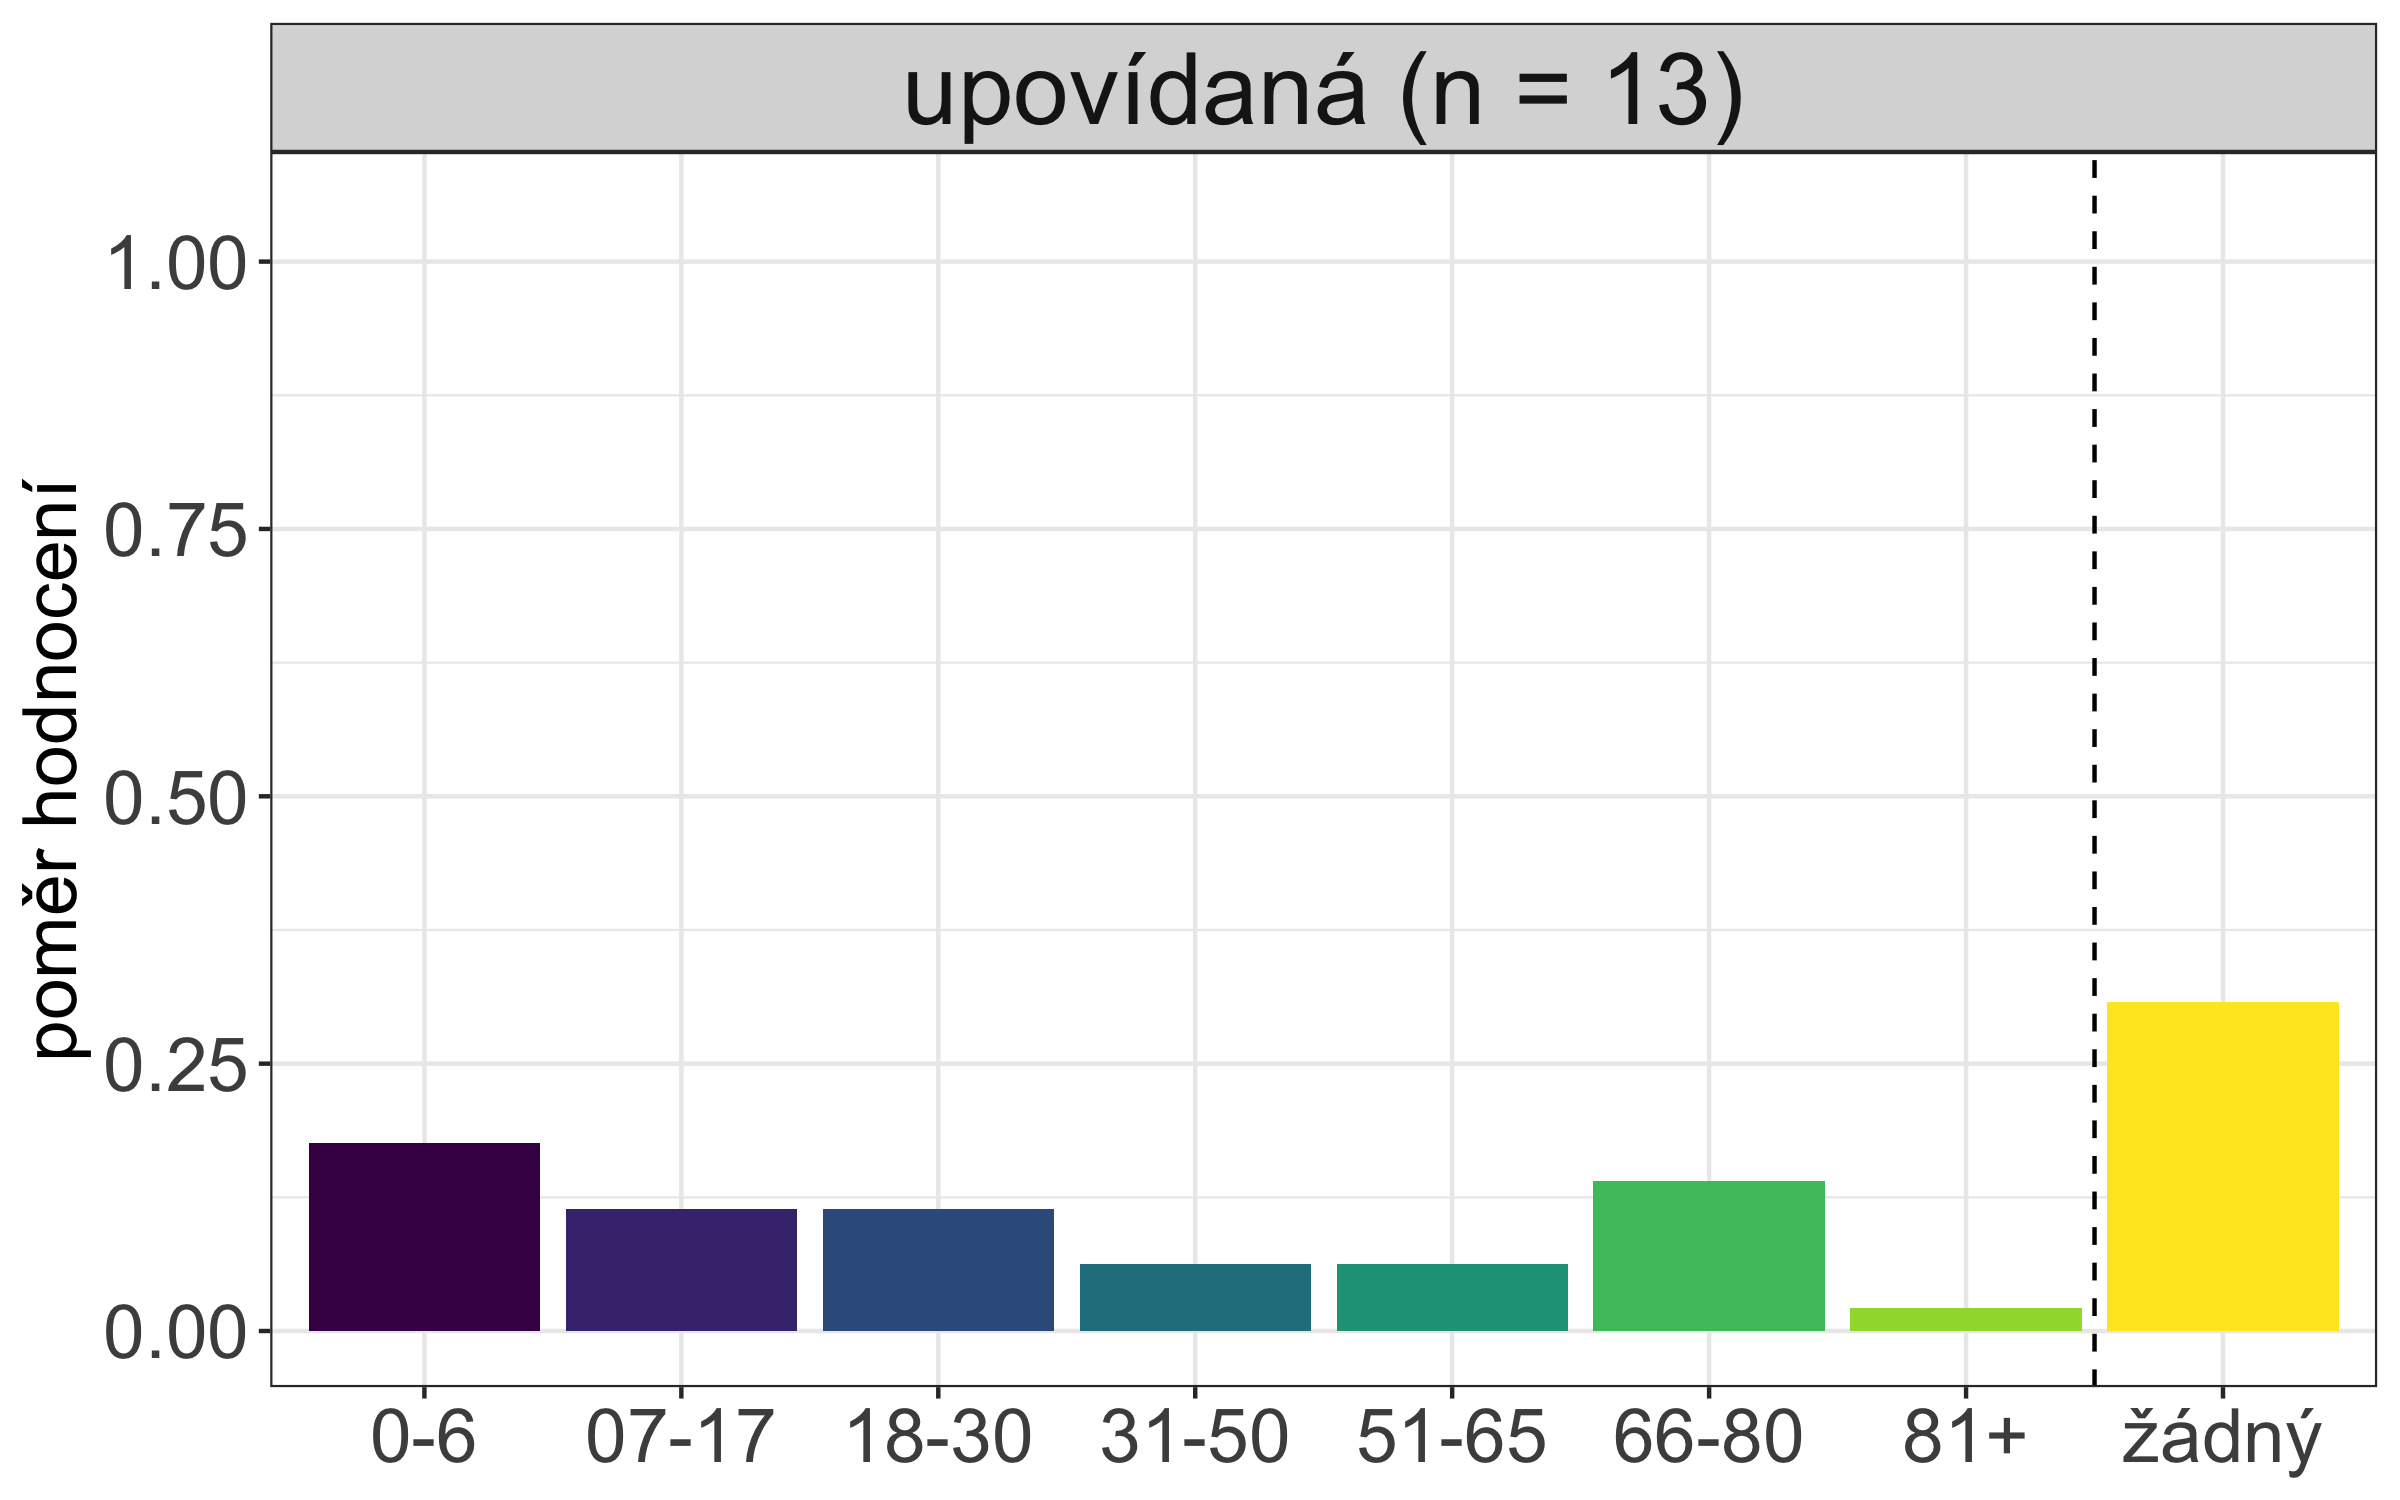 upovídaná (n = 13)
poměr hodnocení
1.00
0.75
0.50
0.25
0.00
0-6 07-17 18-30 31-50 51-65 66-80 81+ žádný